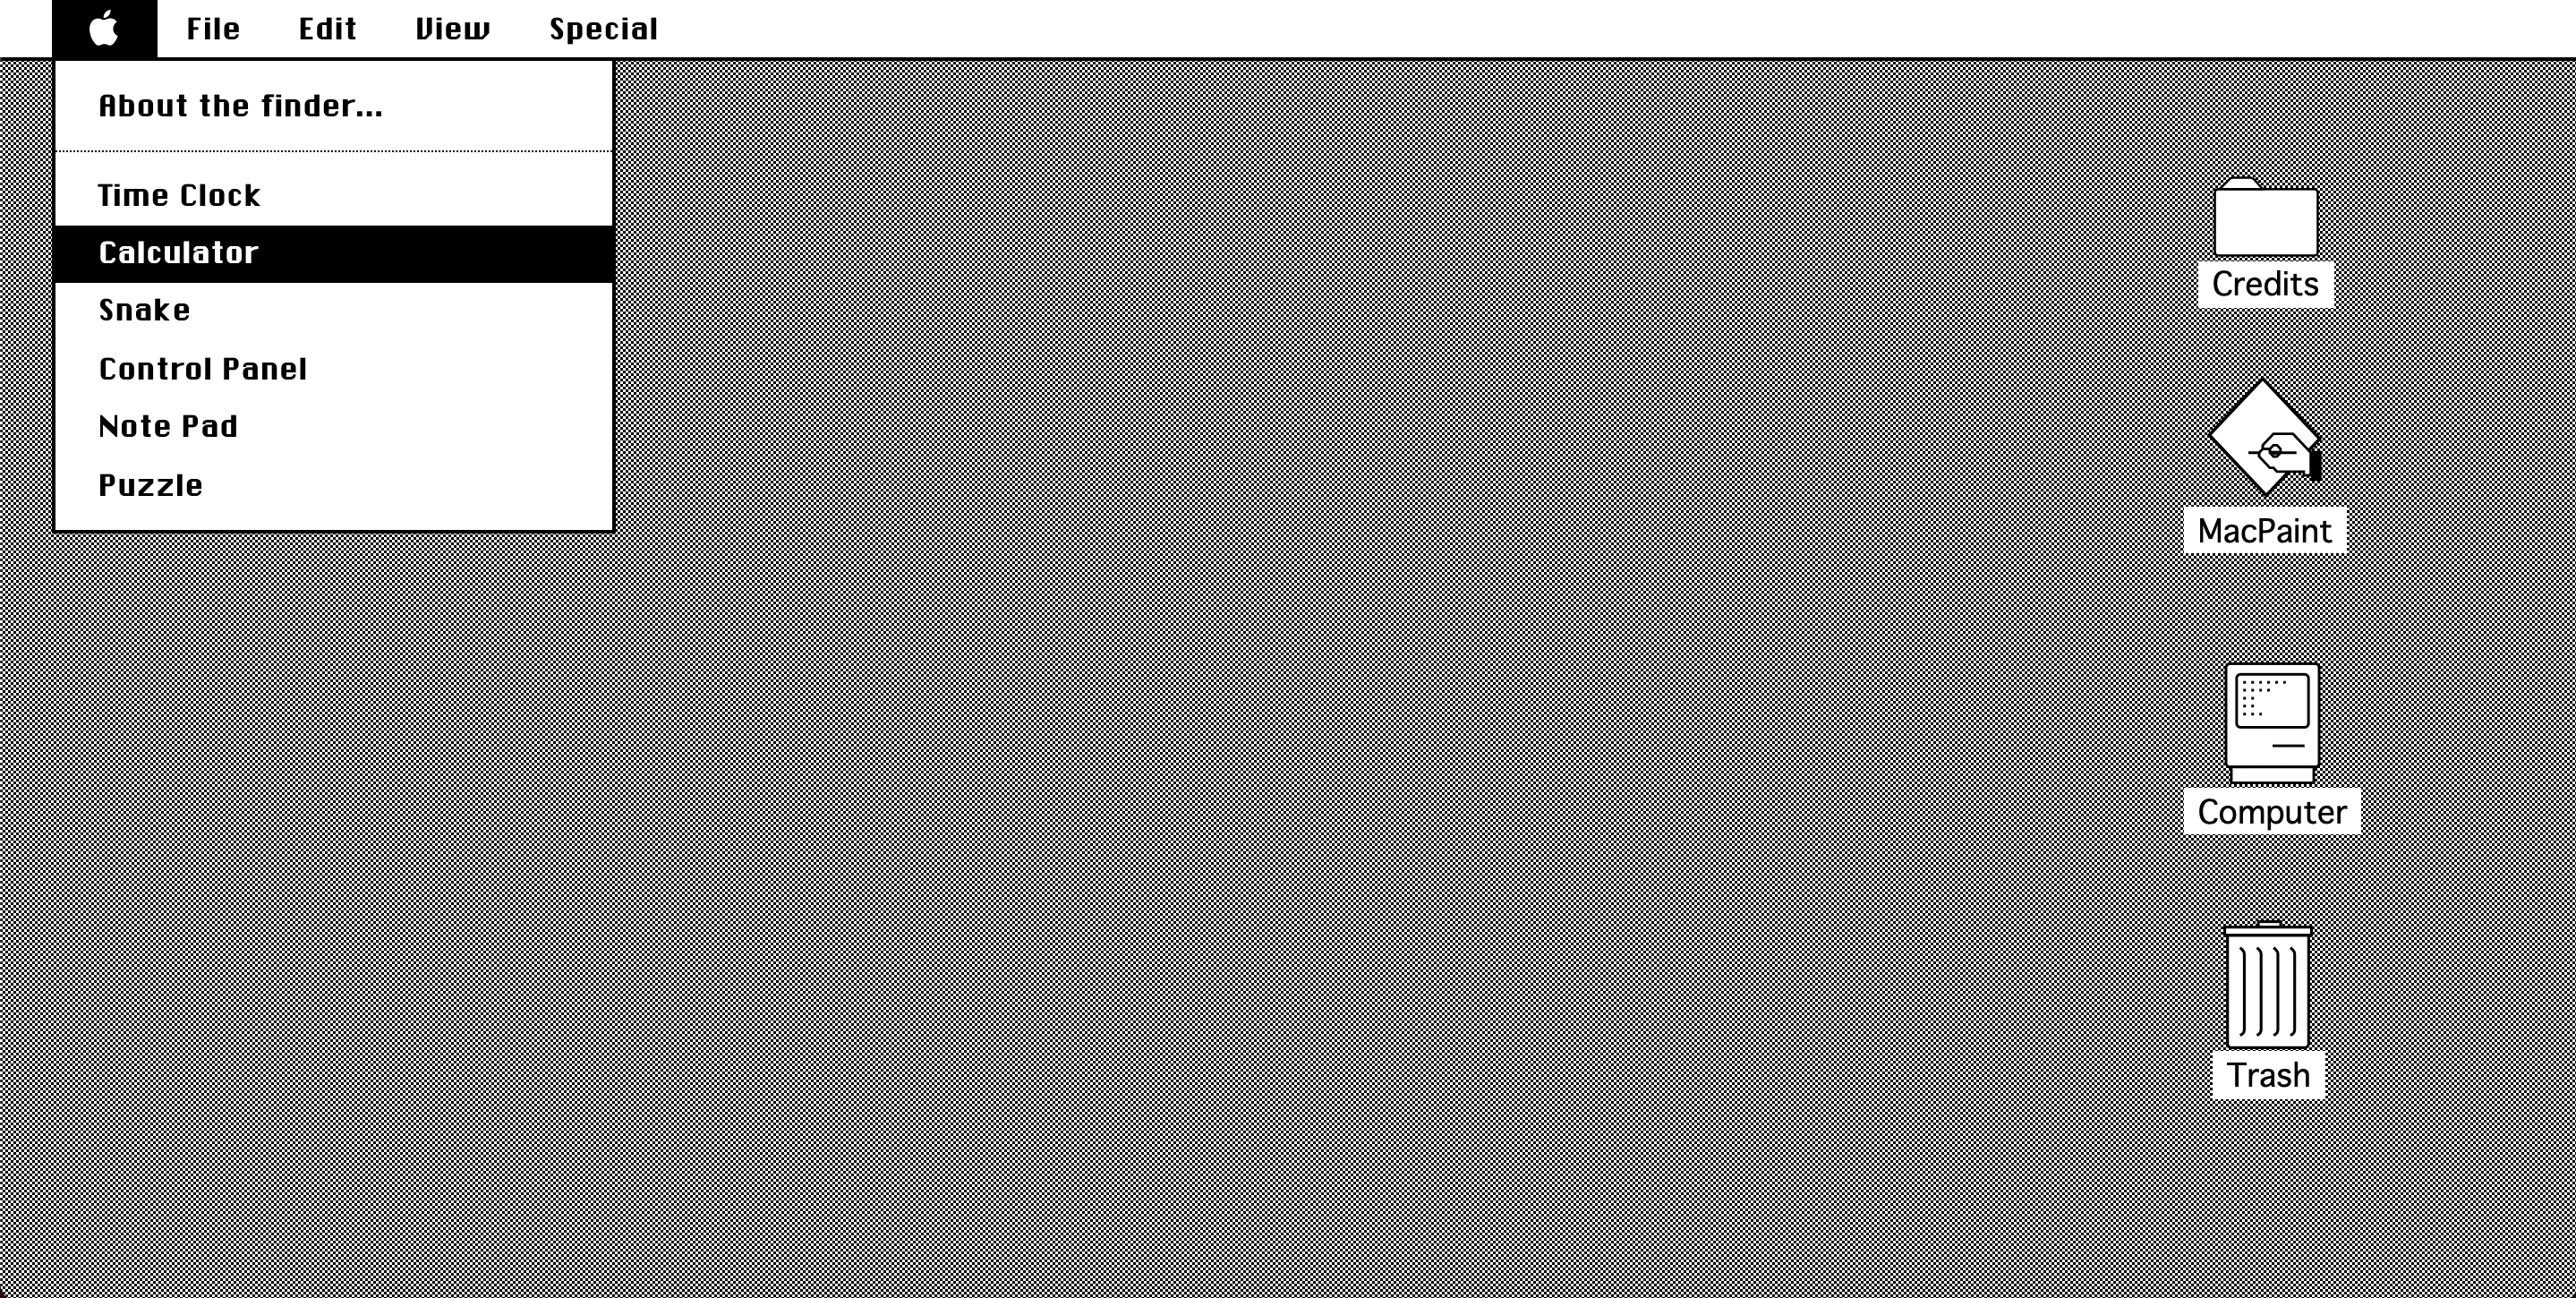 File Edit View Special
About the finder...
Time Clock
Calculator
Snake
Control Panel
Note Pad
Puzzle
Credits
MacPaint
Computer
Trash